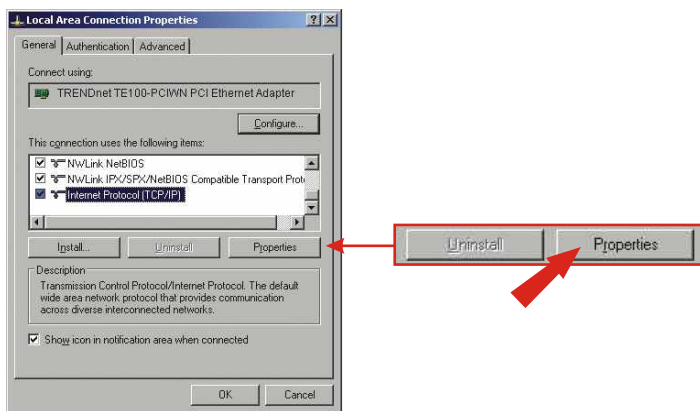 Local Area Connection Properties
General Authentication Advanced
Connect using:
TRENDnet TE100-PCIWN PCI Ethernet Adapter
Configure...
This connection uses the following items:
NWLink NetBIOS
NWLink IPX/SPX/NetBIOS Compatible Transport Proto
Internet Protocol (TCP/IP)
Install... Uninstall Properties
Description
Transmission Control Protocol/Internet Protocol. The default
wide area network protocol that provides communication
across diverse interconnected networks.
Show icon in notification area when connected
OK Cancel
Uninstall Properties